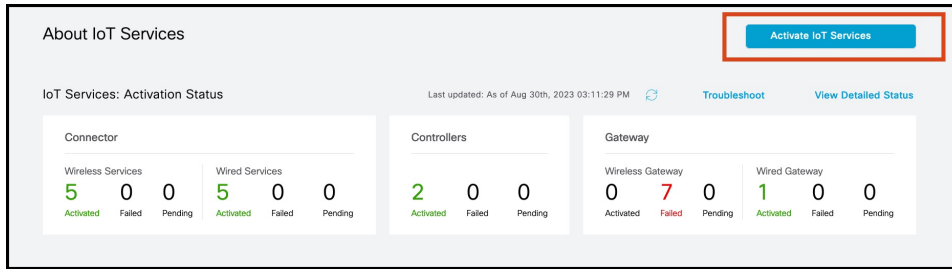 About IoT Services
Activate IoT Services
IoT Services: Activation Status
Last updated: As of Aug 30th, 2023 03:11:29 PM
Troubleshoot
View Detailed Status
Connector
Controllers
Gateway
Wireless Services
Wired Services
Wireless Gateway
Wired Gateway
5 0 0 5 0 0 2 0 0 0 7 0 1 0 0
Activated Failed Pending Activated Failed Pending Activated Failed Pending Activated Failed Pending Activated Failed Pending